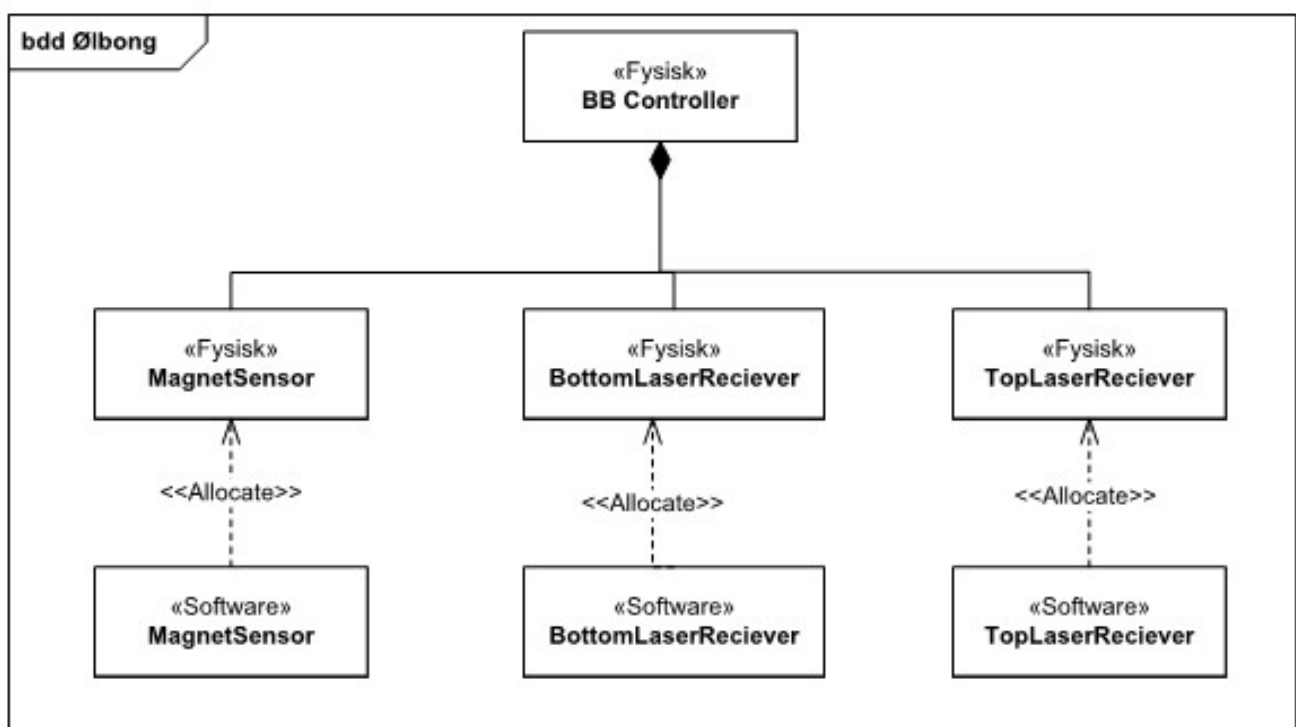 bdd Ølbong
«Fysisk»
BB Controller
«Fysisk»
MagnetSensor
«Fysisk»
BottomLaserReciever
«Fysisk»
TopLaserReciever
<<Allocate>>
<<Allocate>>
<<Allocate>>
«Software»
MagnetSensor
«Software»
BottomLaserReciever
«Software»
TopLaserReciever